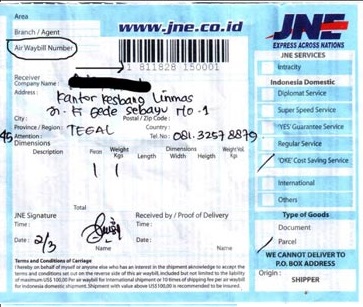 Area
www.jne.co.id
JNE
EXPRESS ACROSS NATIONS
Branch / Agent
Air Waybill Number
11 811828 150001
JNE SERVICES
Intracity
Receiver
Company Name:
Indonesia Domestic
Address:
Kantor Kesbang Linmas
Diplomat Service
Jl. Ki Gede Sebayu No-1
Super Speed Service
City: Postal / Zip Code:
'YES' Guarantee Service
Province / Region: TEGAL Country:
Kilat Service
45 Attention: Tel. No: 081.3257 8879
'OKE' Cost Saving Service
Dimensions
Description Pieces Weight Kgs Dimensions Length Width Heigth Weight Vol. Kgs
1 1
International
Others
TOTAL
Type of Goods
JNE Signature Received by / Proof of Delivery
Document
Time: Time:
Parcel
Date: 2/3 Date:
Name Name
WE CANNOT DELIVER TO
P.O. BOX ADDRESS
Terms and Conditions of Carriage
Origin:
SHIPPER